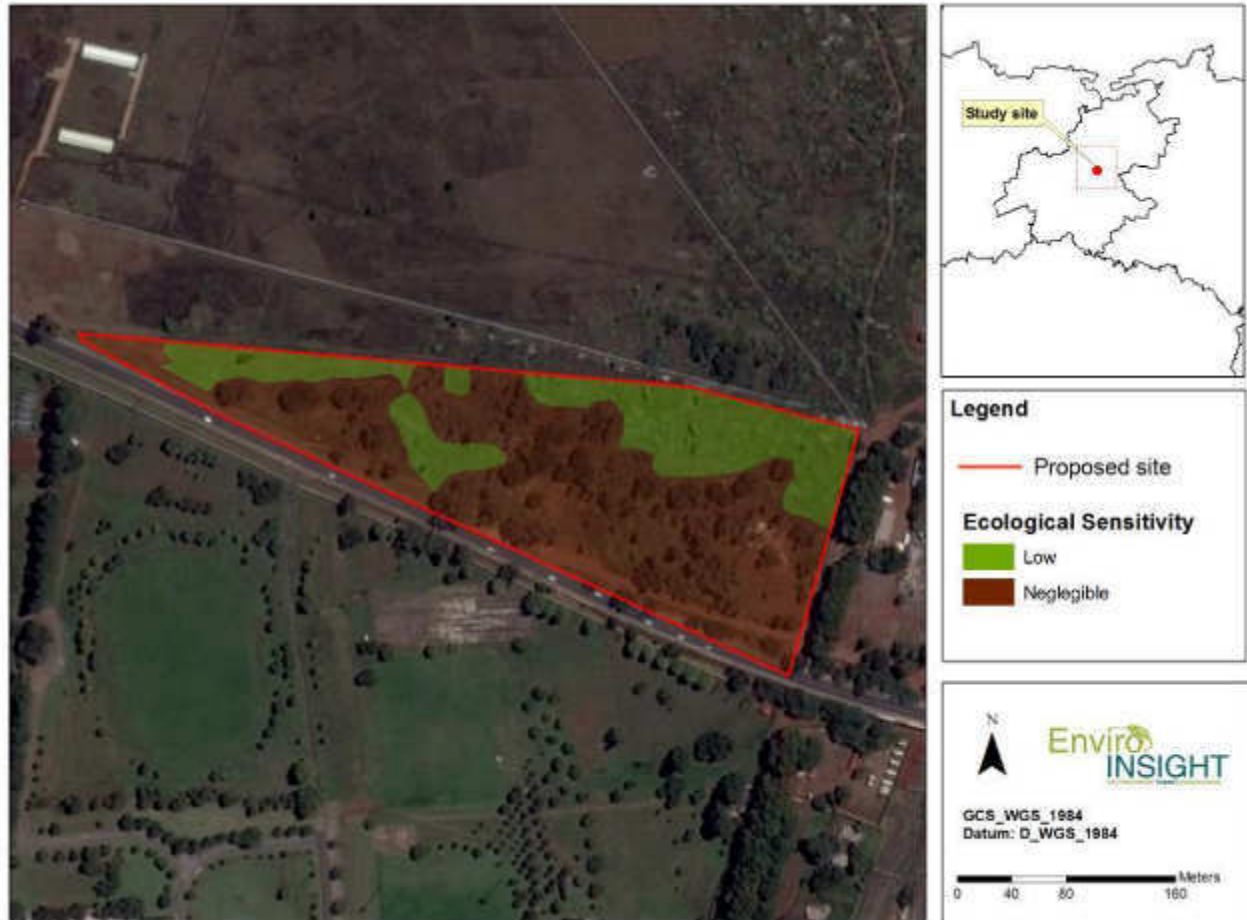 Study site
Legend
Proposed site
Ecological Sensitivity
Low
Neglegible
N
Enviro
INSIGHT
GCS_WGS_1984
Datum: D_WGS_1984
Meters
0 40 80 160